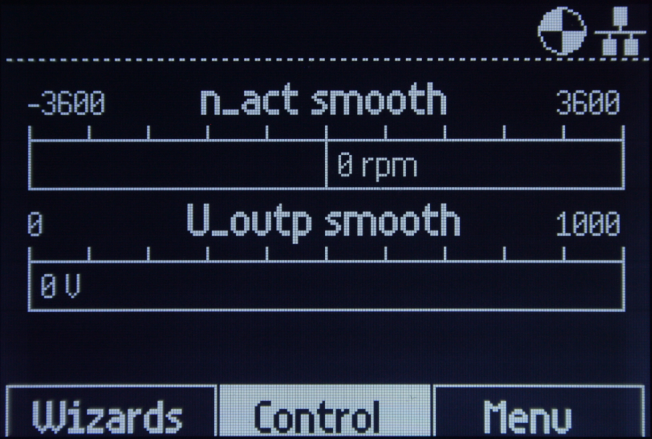 -3600 n_act smooth 3600
0 rpm
0 U_outp smooth 1000
0 V
Wizards Control Menu